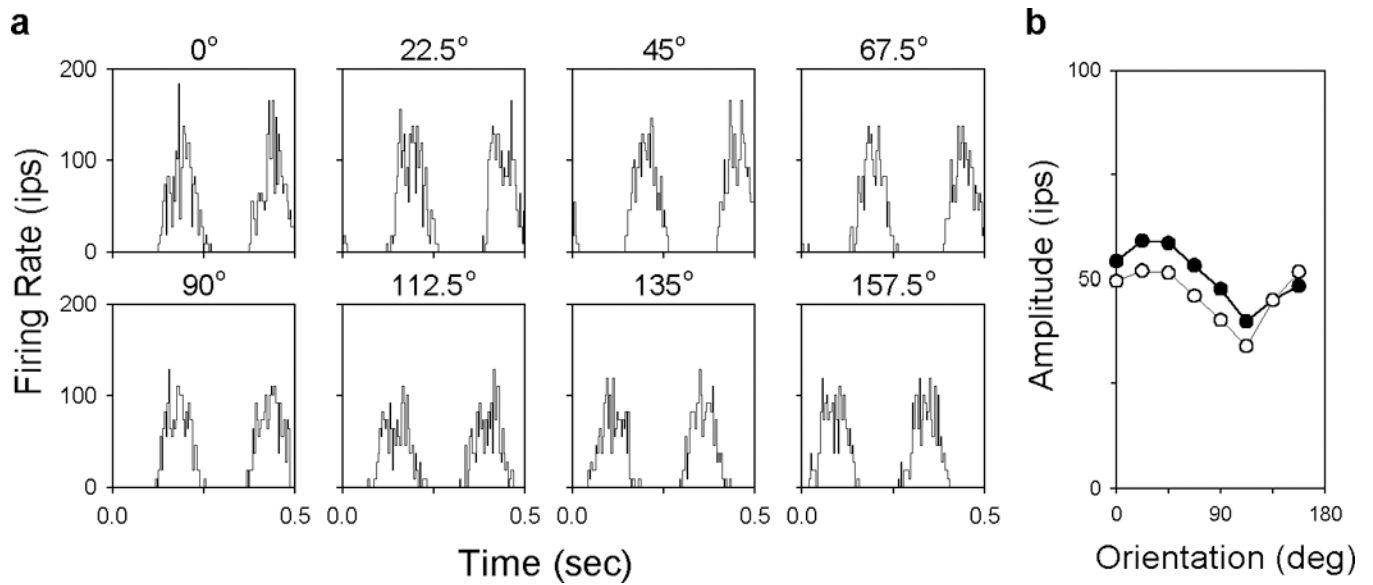 a
b
0° 22.5° 45° 67.5°
200
100
0
90° 112.5° 135° 157.5°
200
100
0
0.0 0.5 0.0 0.5 0.0 0.5 0.0 0.5
Firing Rate (ips)
Time (sec)
100
50
0
0 90 180
Amplitude (ips)
Orientation (deg)